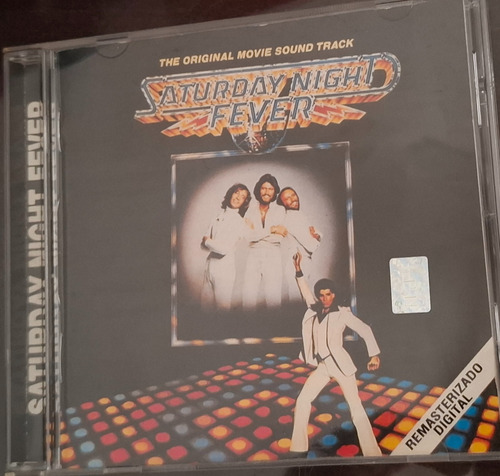 THE ORIGINAL MOVIE SOUND TRACK
SATURDAY NIGHT
FEVER
SATURDAY NIGHT FEVER
REMASTERIZADO
DIGITAL